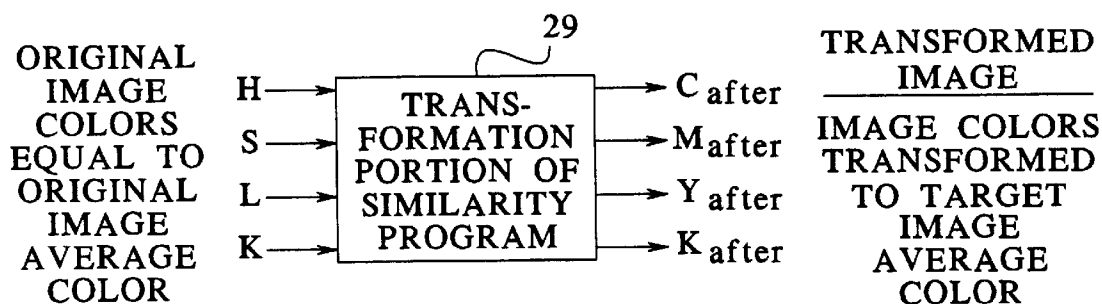 29
ORIGINAL
IMAGE
COLORS
EQUAL TO
ORIGINAL
IMAGE
AVERAGE
COLOR
H
S
L
K
TRANS-
FORMATION
PORTION OF
SIMILARITY
PROGRAM
C after
M after
Y after
K after
TRANSFORMED
IMAGE
IMAGE COLORS
TRANSFORMED
TO TARGET
IMAGE
AVERAGE
COLOR